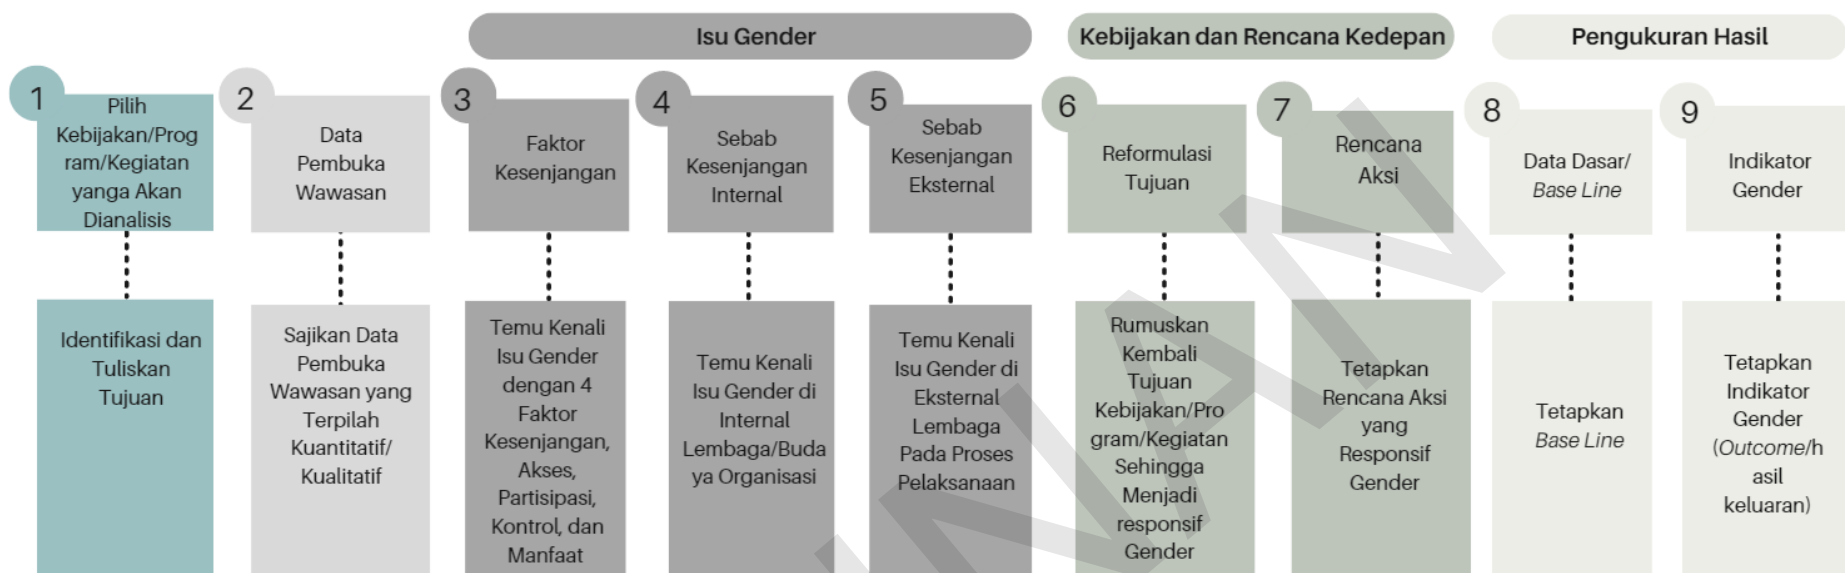 Isu Gender
Kebijakan dan Rencana Kedepan
Pengukuran Hasil
1
Pilih
Kebijakan/Prog
ram/Kegiatan
yanga Akan
Dianalisis
2
Data
Pembuka
Wawasan
3
Faktor
Kesenjangan
4
Sebab
Kesenjangan
Internal
5
Sebab
Kesenjangan
Eksternal
6
Reformulasi
Tujuan
7
Rencana
Aksi
8
Data Dasar/
Base Line
9
Indikator
Gender
Identifikasi dan
Tuliskan
Tujuan
Sajikan Data
Pembuka
Wawasan yang
Terpilah
Kuantitatif/
Kualitatif
Temu Kenali
Isu Gender
dengan 4
Faktor
Kesenjangan,
Akses,
Partisipasi,
Kontrol, dan
Manfaat
Temu Kenali
Isu Gender di
Internal
Lembaga/Buda
ya Organisasi
Temu Kenali
Isu Gender di
Eksternal
Lembaga
Pada Proses
Pelaksanaan
Rumuskan
Kembali
Tujuan
Kebijakan/Pro
gram/Kegiatan
Sehingga
Menjadi
responsif
Gender
Tetapkan
Rencana Aksi
yang
Responsif
Gender
Tetapkan
Base Line
Tetapkan
Indikator
Gender
(Outcome/h
asil
keluaran)